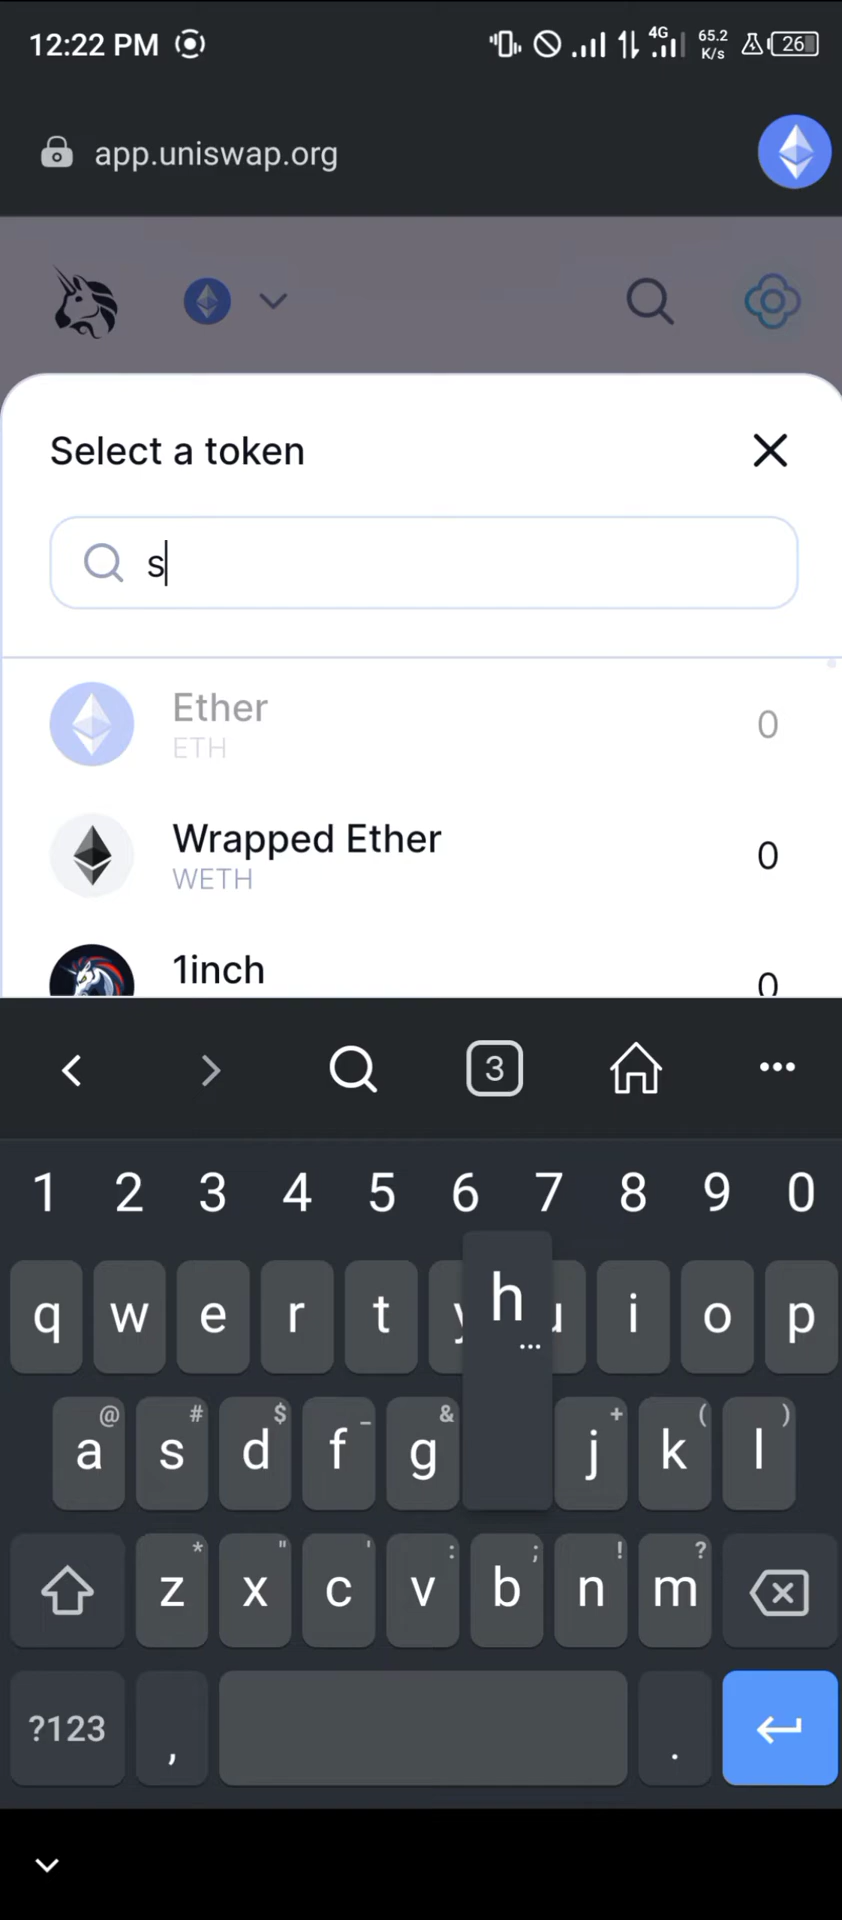 12:22 PM 4G 65.2 K/s 26
app.uniswap.org
Select a token
s
Ether 0
ETH
Wrapped Ether 0
WETH
1inch 0
3
1 2 3 4 5 6 7 8 9 0
q w e r t y u i o p
h
@ # $ _ & + ( )
a s d f g j k l
* " ' : ; ! ?
z x c v b n m
?123 , .